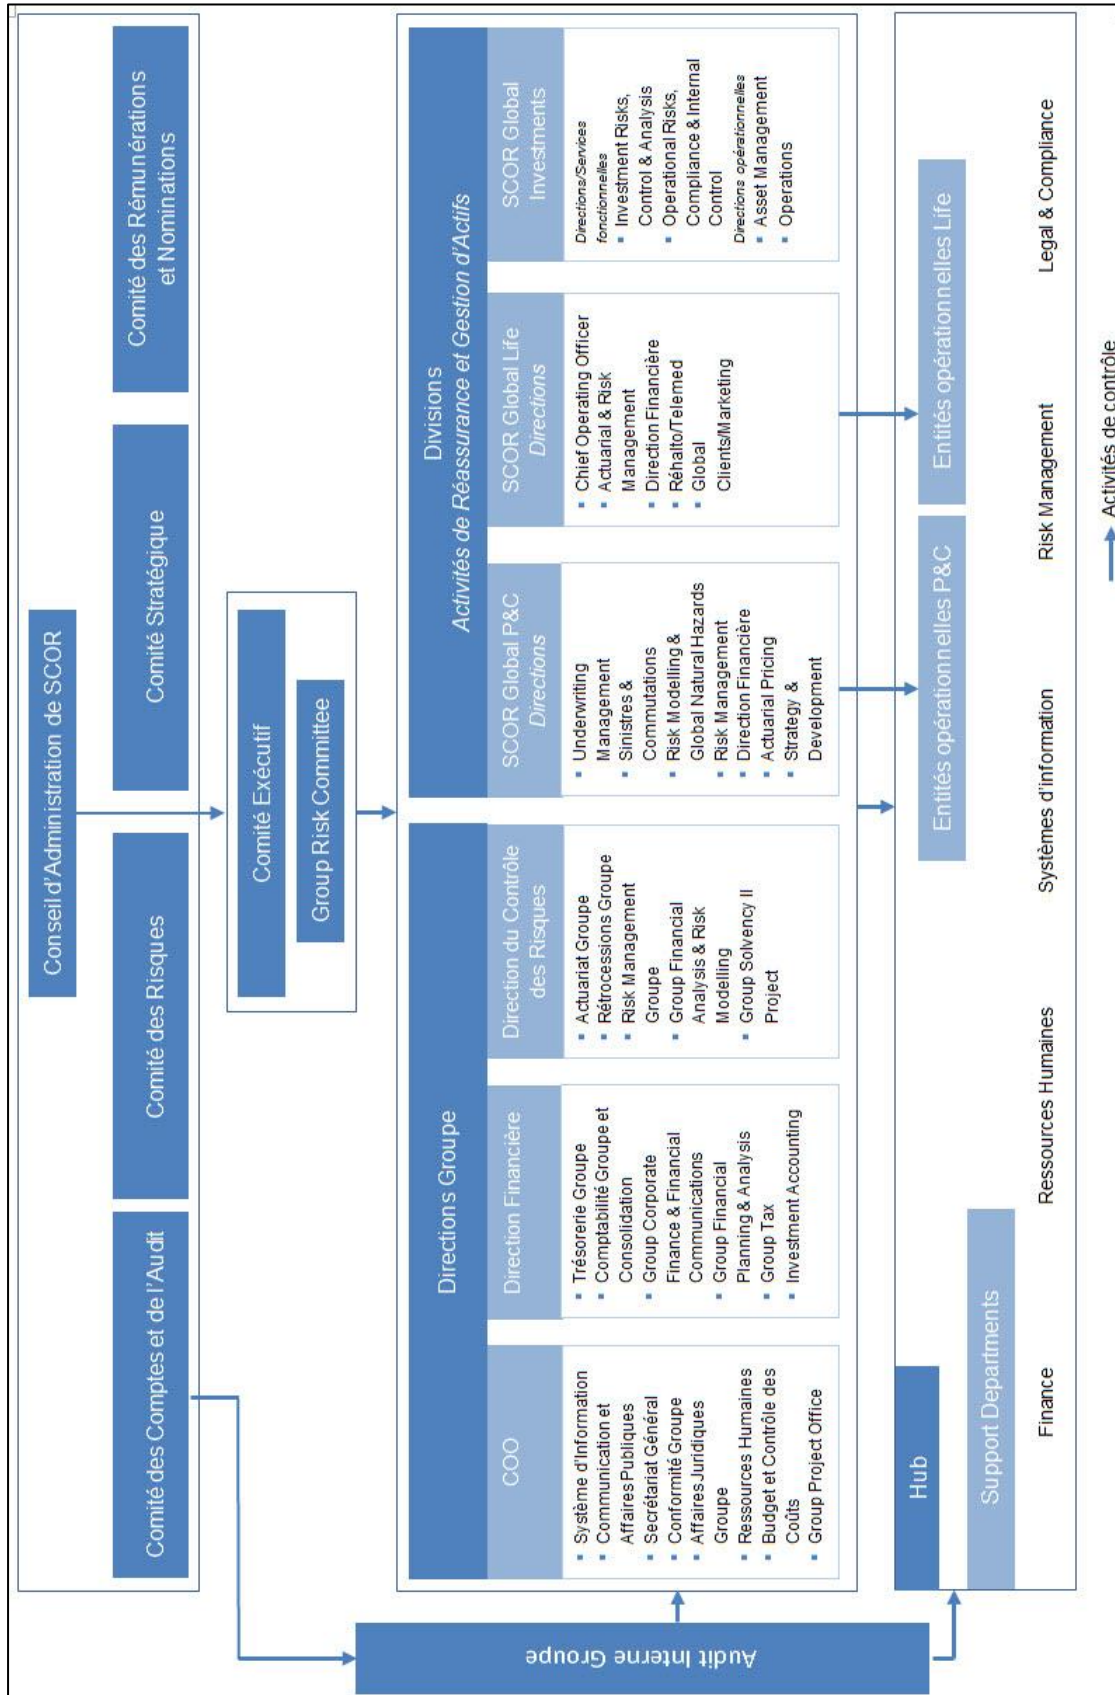 Conseil d'Administration de SCOR
Comité des Comptes et de l'Audit
Comité des Risques
Comité Stratégique
Comité des Rémunérations
et Nominations
Comité Exécutif
Group Risk Committee
Audit Interne Groupe
Directions Groupe
COO
▪ Système d'Information
▪ Communication et
Affaires Publiques
▪ Secrétariat Général
▪ Conformité Groupe
▪ Affaires Juridiques
Groupe
▪ Ressources Humaines
▪ Budget et Contrôle des
Coûts
▪ Group Project Office
Direction Financière
▪ Trésorerie Groupe
▪ Comptabilité Groupe et
Consolidation
▪ Group Corporate
Finance & Financial
Communications
▪ Group Financial
Planning & Analysis
▪ Group Tax
▪ Investment Accounting
Direction du Contrôle
des Risques
▪ Actuariat Groupe
▪ Rétrocessions Groupe
▪ Risk Management
Groupe
▪ Group Financial
Analysis & Risk
Modelling
▪ Group Solvency II
Project
Divisions
Activités de Réassurance et Gestion d'Actifs
SCOR Global P&C
Directions
▪ Underwriting
Management
▪ Sinistres &
Commutations
▪ Risk Modelling &
Global Natural Hazards
▪ Risk Management
▪ Direction Financière
▪ Actuarial Pricing
▪ Strategy &
Development
SCOR Global Life
Directions
▪ Chief Operating Officer
▪ Actuarial & Risk
Management
▪ Direction Financière
▪ Réhalto/Telemed
▪ Global
Clients/Marketing
SCOR Global
Investments
Directions/Services
fonctionnelles
▪ Investment Risks,
Control & Analysis
▪ Operational Risks,
Compliance & Internal
Control
Directions opérationnelles
▪ Asset Management
▪ Operations
Hub
Entités opérationnelles P&C
Entités opérationnelles Life
Support Departments
Finance
Ressources Humaines
Systèmes d'information
Risk Management
Legal & Compliance
Activités de contrôle